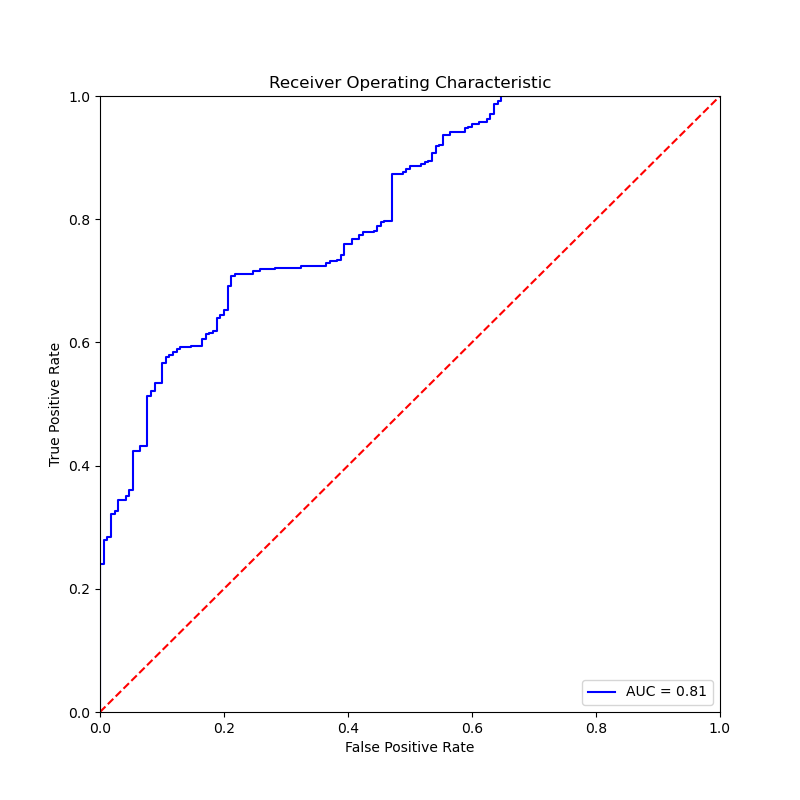 Receiver Operating Characteristic
1.0
0.8
0.6
0.4
0.2
0.0
True Positive Rate
AUC = 0.81
0.0 0.2 0.4 0.6 0.8 1.0
False Positive Rate